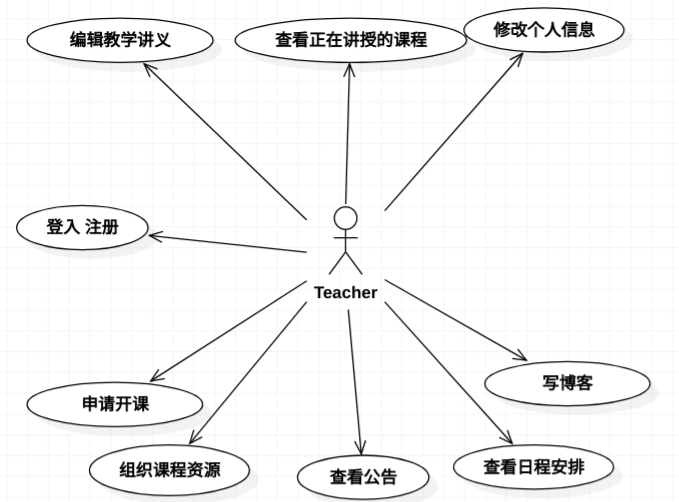 编辑教学讲义
查看正在讲授的课程
修改个人信息
登入 注册
Teacher
申请开课
写博客
组织课程资源
查看公告
查看日程安排